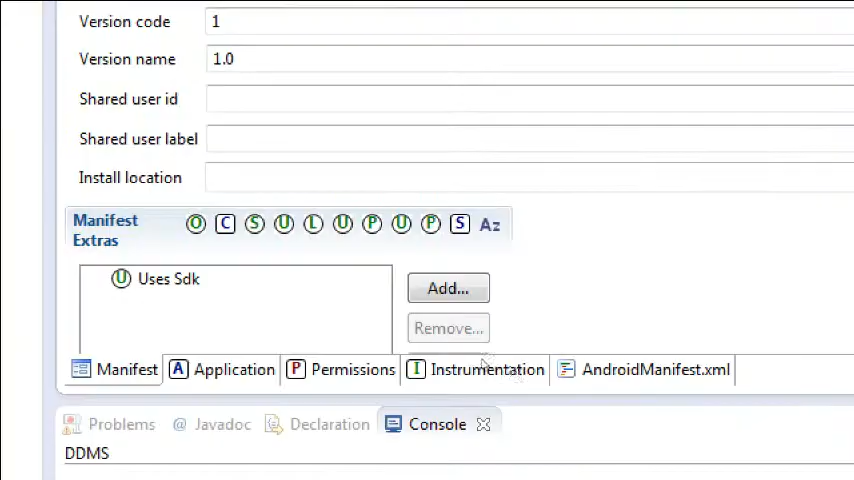 Version code 1
Version name 1.0
Shared user id
Shared user label
Install location
Manifest Extras O C S U L U P U P S Az
U Uses Sdk
Add...
Remove...
Manifest A Application P Permissions I Instrumentation AndroidManifest.xml
Problems @ Javadoc Declaration Console
DDMS